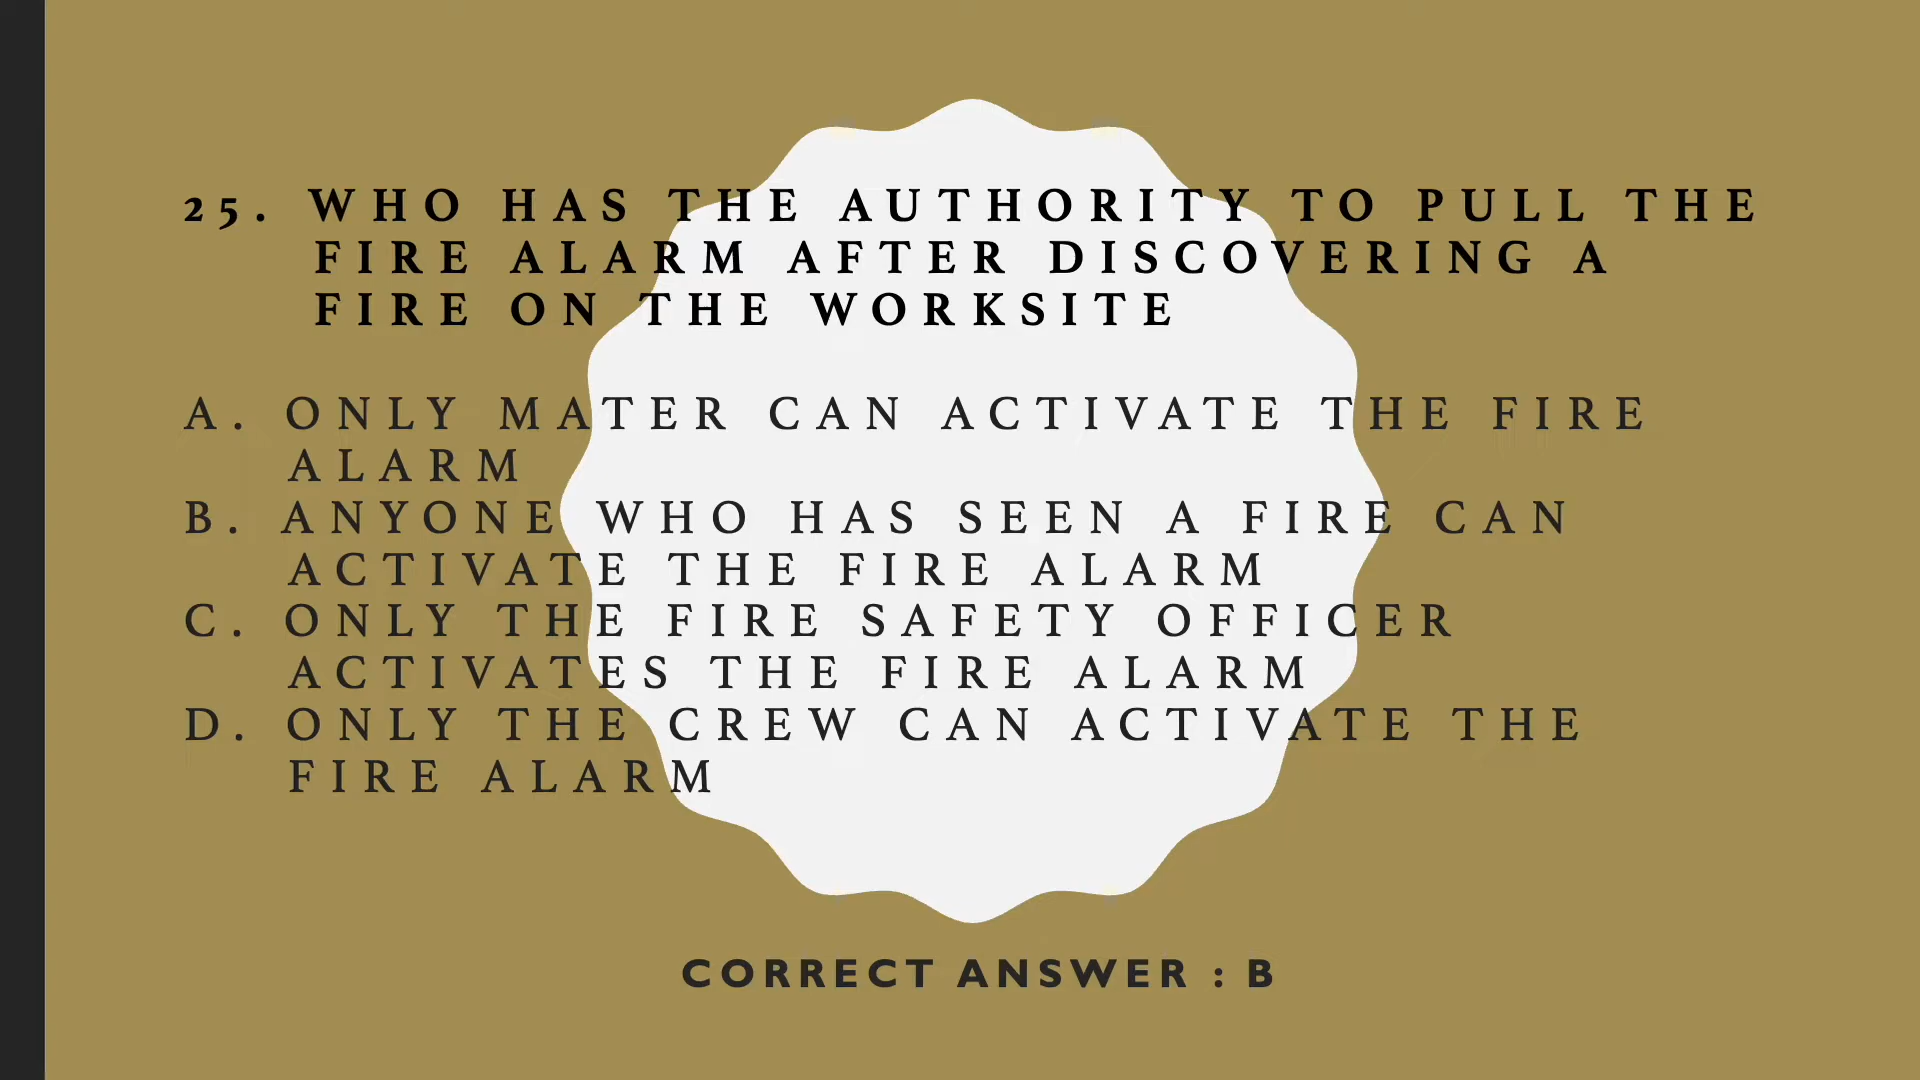 25. WHO HAS THE AUTHORITY TO PULL THE
FIRE ALARM AFTER DISCOVERING A
FIRE ON THE WORKSITE
A. ONLY MATER CAN ACTIVATE THE FIRE
ALARM
B. ANYONE WHO HAS SEEN A FIRE CAN
ACTIVATE THE FIRE ALARM
C. ONLY THE FIRE SAFETY OFFICER
ACTIVATES THE FIRE ALARM
D. ONLY THE CREW CAN ACTIVATE THE
FIRE ALARM
CORRECT ANSWER : B